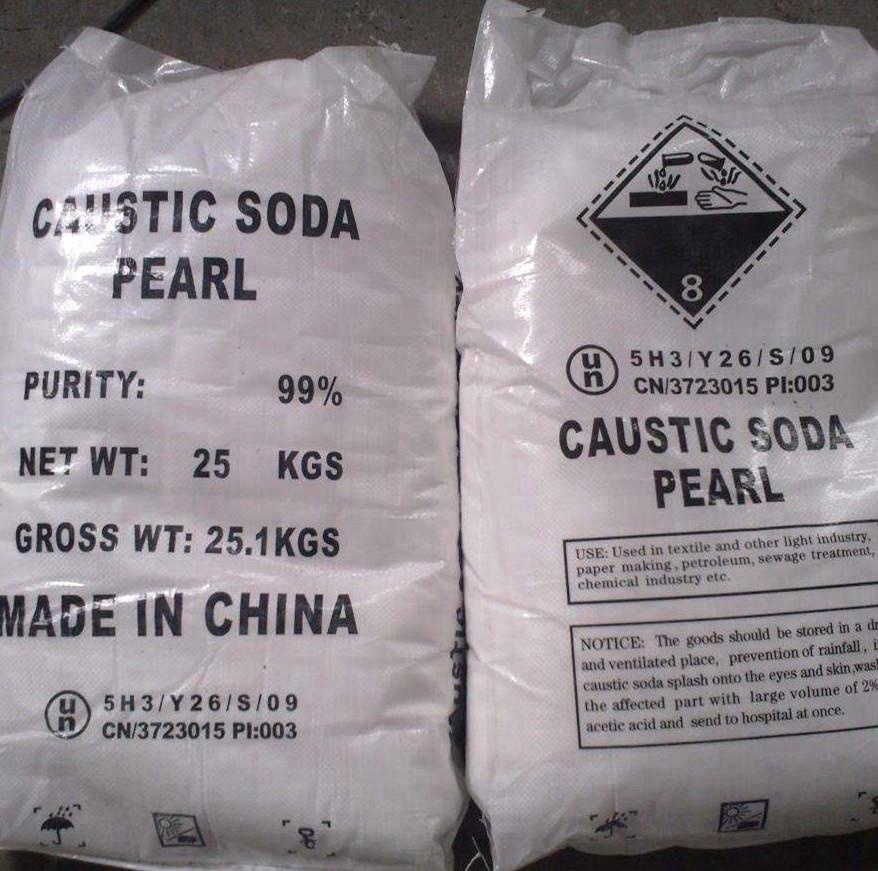 CAUSTIC SODA
PEARL
PURITY: 99%
NET WT: 25 KGS
GROSS WT: 25.1KGS
MADE IN CHINA
un 5H3/Y26/S/09
CN/3723015 PI:003
8
un 5H3/Y26/S/09
CN/3723015 PI:003
CAUSTIC SODA
PEARL
USE: Used in textile and other light industry,
paper making, petroleum, sewage treatment,
chemical industry etc.
NOTICE: The goods should be stored in a
and ventilated place, prevention of rainfall,
caustic soda splash onto the eyes and skin,
the affected part with large volume of 2%
acetic acid and send to hospital at once.